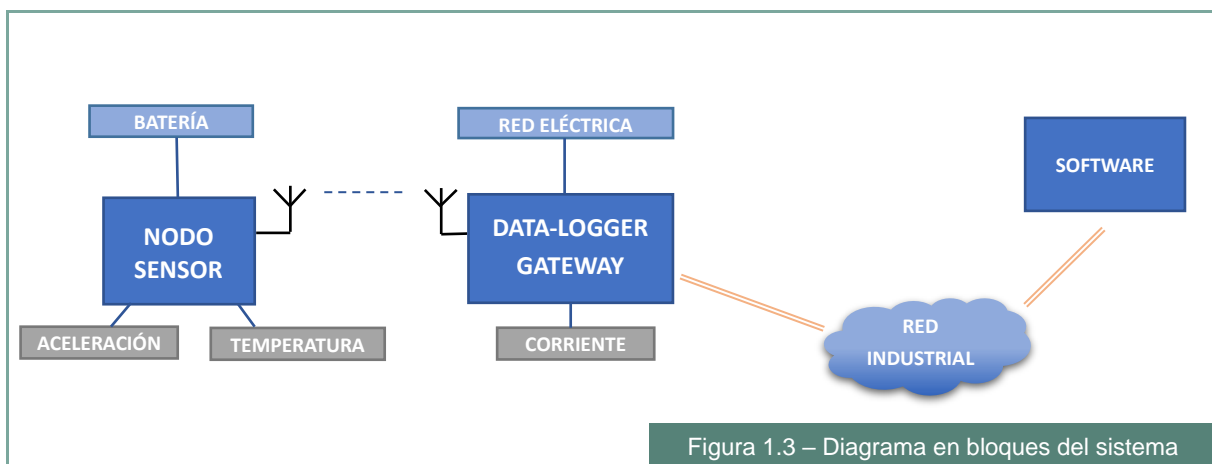 BATERÍA
RED ELÉCTRICA
SOFTWARE
NODO
SENSOR
DATA-LOGGER
GATEWAY
ACELERACIÓN
TEMPERATURA
CORRIENTE
RED
INDUSTRIAL
Figura 1.3 – Diagrama en bloques del sistema